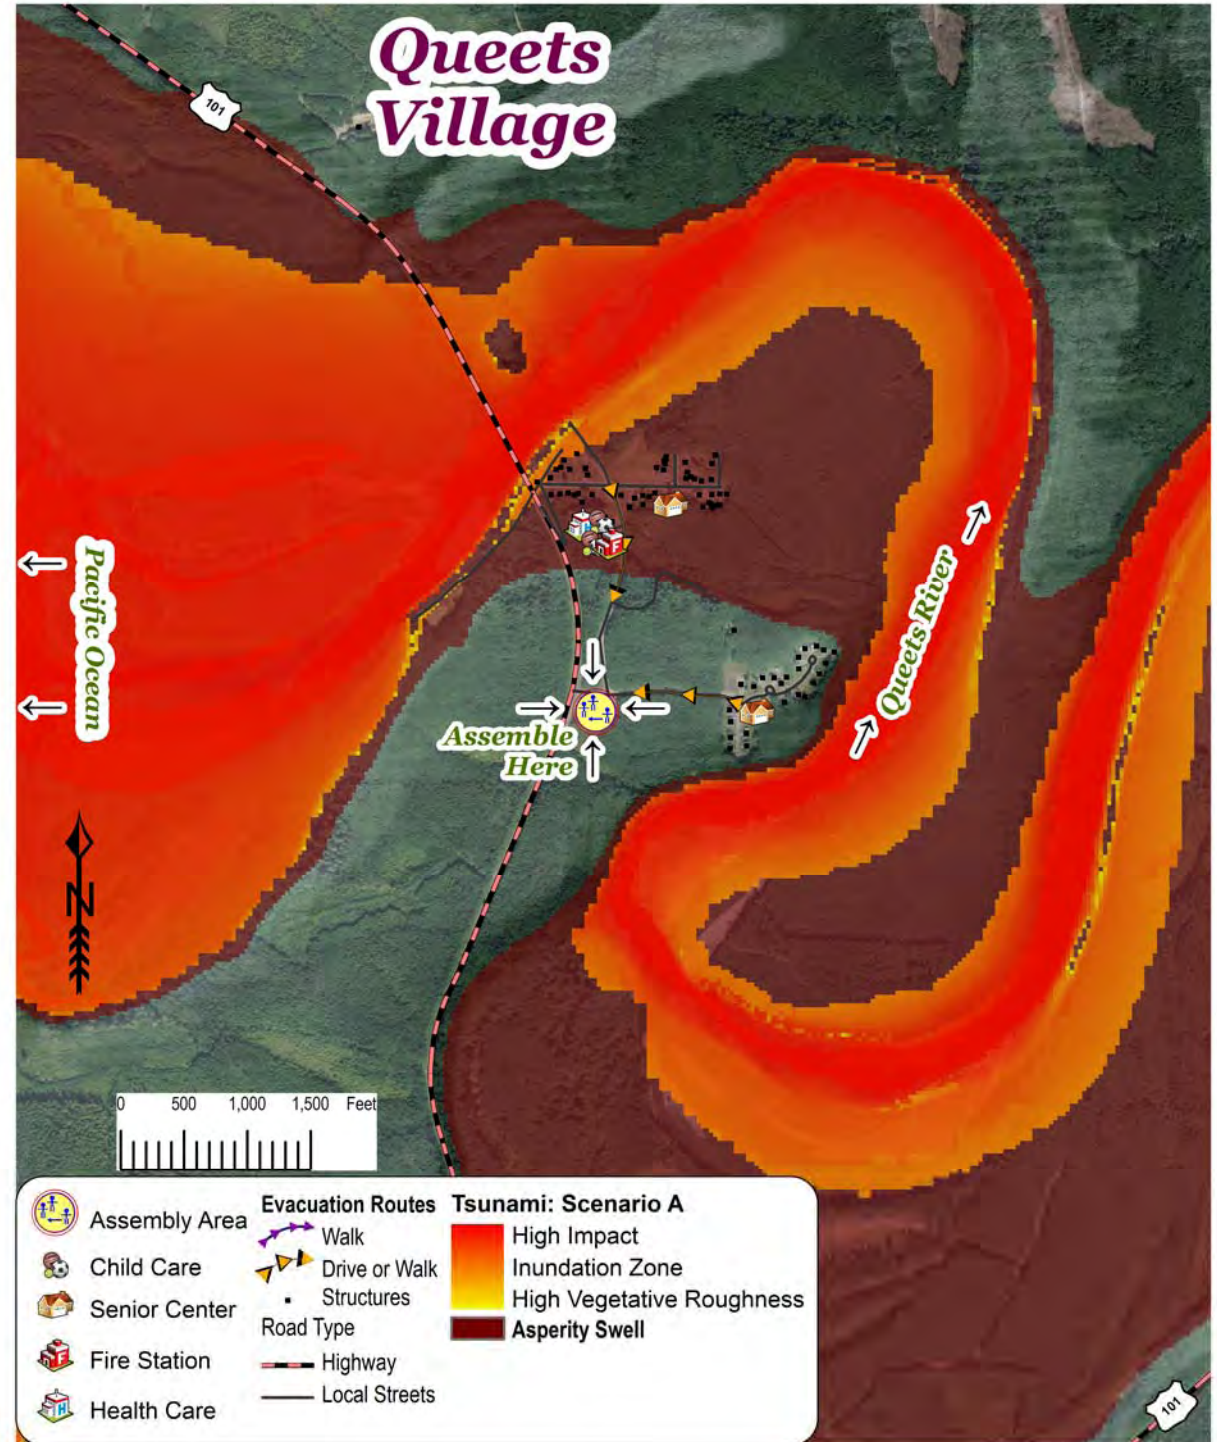 Queets
Village
101
Pacific Ocean
Queets River
Assemble
Here
N
0 500 1,000 1,500 Feet
Assembly Area
Child Care
Senior Center
Fire Station
Health Care
Evacuation Routes
Walk
Drive or Walk
Structures
Road Type
Highway
Local Streets
Tsunami: Scenario A
High Impact
Inundation Zone
High Vegetative Roughness
Asperity Swell
101